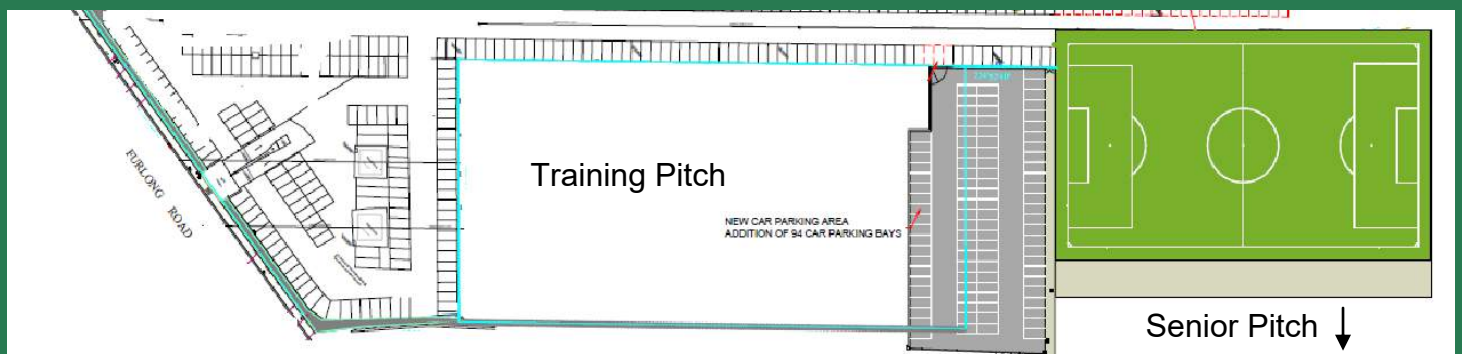 FURLONG ROAD
Training Pitch
NEW CAR PARKING AREA
ADDITION OF 94 CAR PARKING BAYS
Senior Pitch ↓